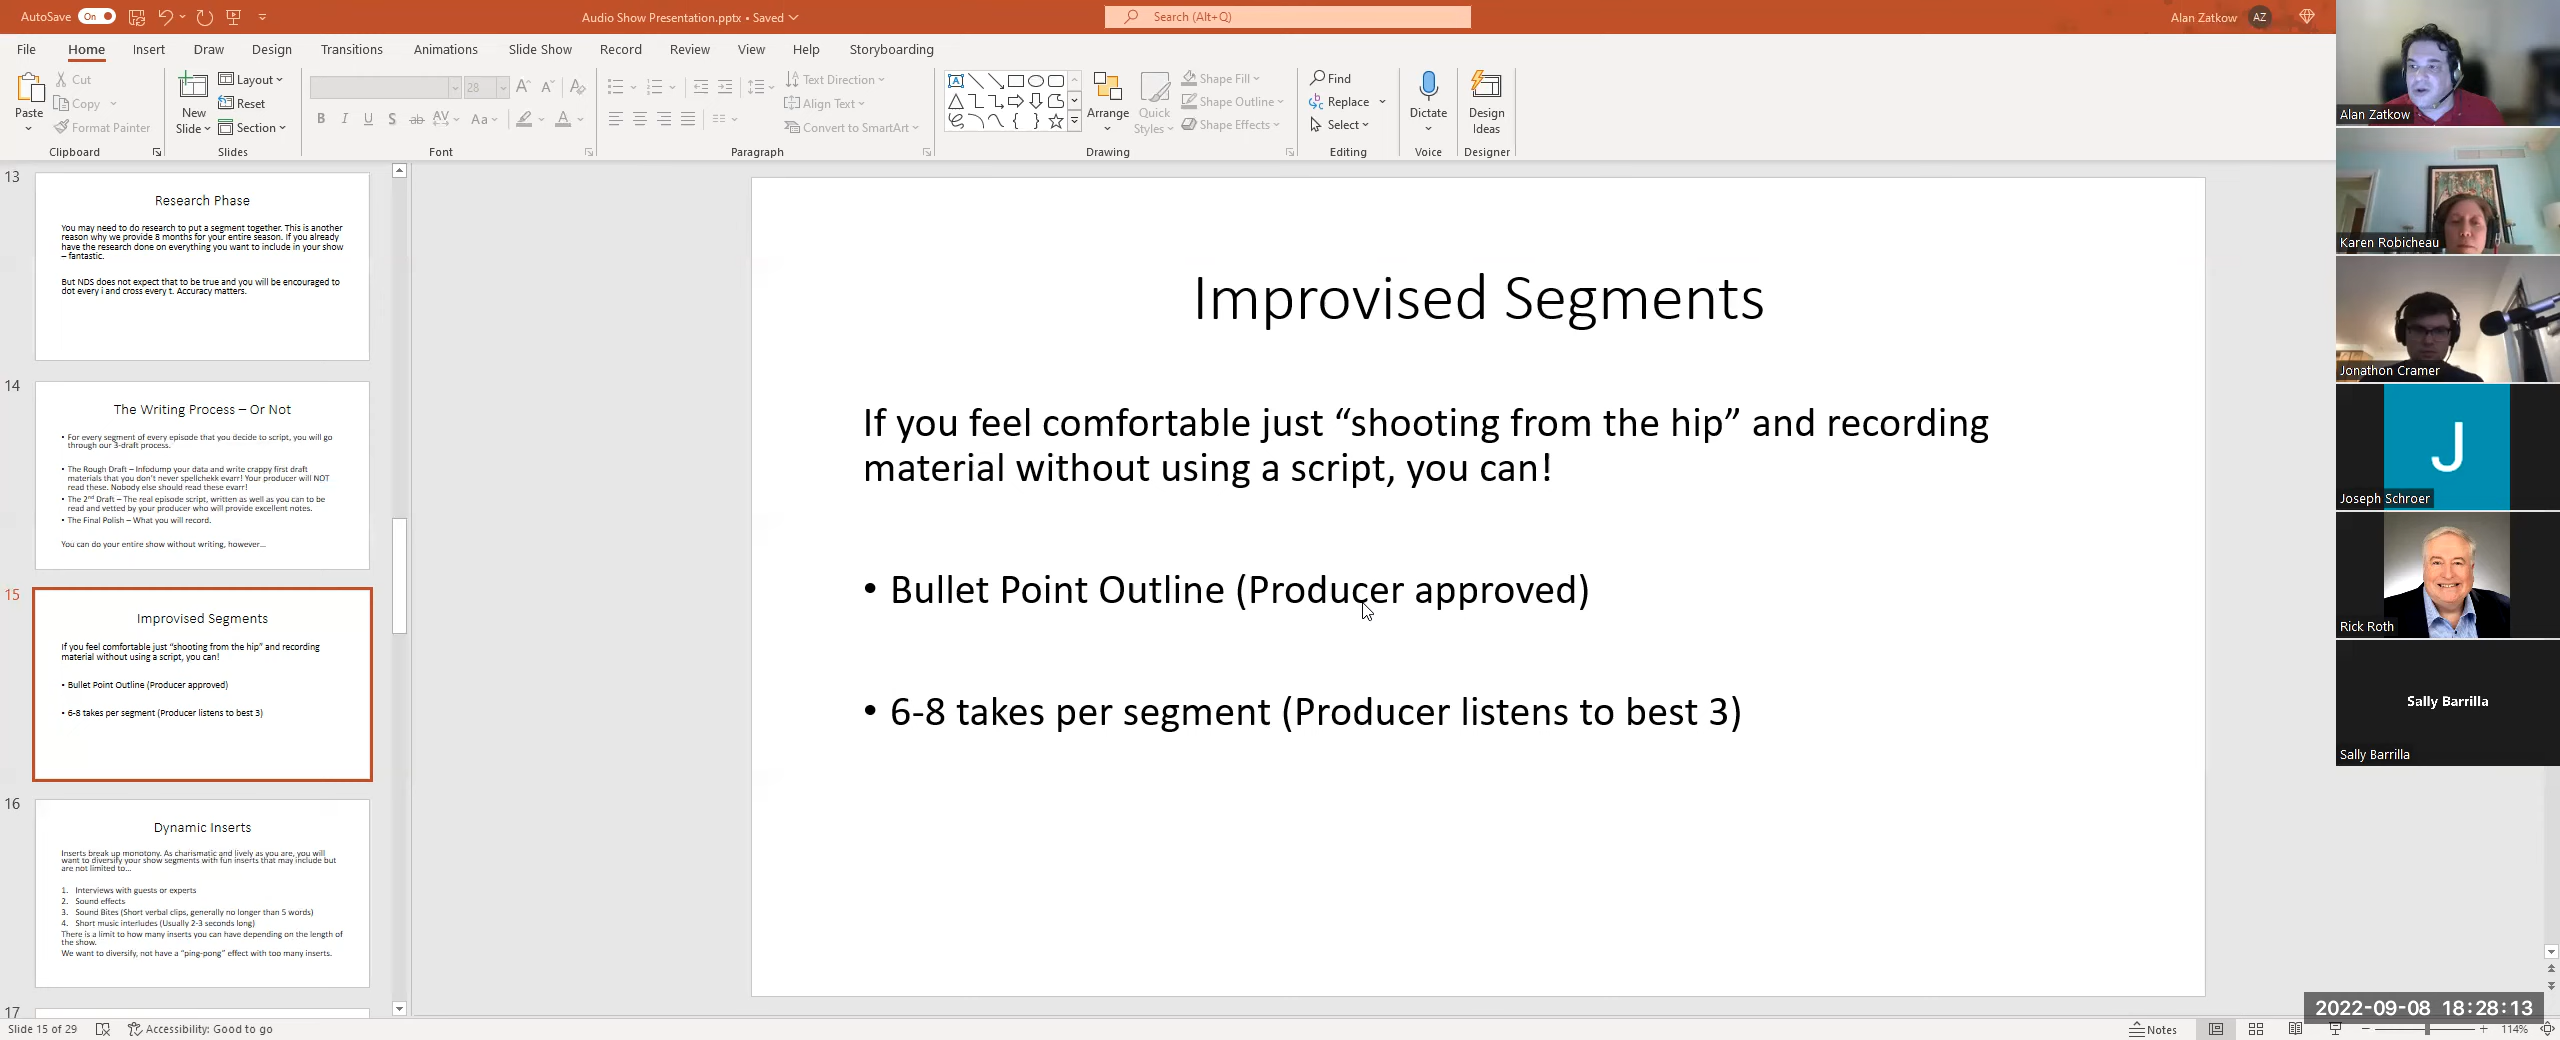 AutoSave On
Audio Show Presentation.pptx • Saved
Search (Alt+Q)
Alan Zatkow AZ
File Home Insert Draw Design Transitions Animations Slide Show Record Review View Help Storyboarding
Paste
Cut
Copy
Format Painter
Clipboard
New
Slide
Layout
Reset
Section
Slides
28
B I U S ab AV Aa A
Font
Text Direction
Align Text
Convert to SmartArt
Paragraph
Arrange
Quick
Styles
Shape Fill
Shape Outline
Shape Effects
Drawing
Find
Replace
Select
Editing
Dictate
Voice
Design
Ideas
Designer
13
Research Phase
You may need to do research to put a segment together. This is another
reason why we provide 8 months for your entire season. If you already
have the research done on everything you want to include in your show
– fantastic.
But NDS does not expect that to be true and you will be encouraged to
dot every i and cross every t. Accuracy matters.
14
The Writing Process – Or Not
• For every segment of every episode that you decide to script, you will go
through our 3-draft process.
• The Rough Draft – Infodump your data and write crappy first draft
materials that you don't never spellchekk evarr! Your producer will NOT
read these. Nobody else should read these evarr!
• The 2nd Draft – The real episode script, written as well as you can to be
read and vetted by your producer who will provide excellent notes.
• The Final Polish – What you will record.
You can do your entire show without writing, however...
15
Improvised Segments
If you feel comfortable just “shooting from the hip” and recording
material without using a script, you can!
• Bullet Point Outline (Producer approved)
• 6-8 takes per segment (Producer listens to best 3)
16
Dynamic Inserts
Inserts break up monotony. As charismatic and lively as you are, you will
want to diversify your show segments with fun inserts that may include but
are not limited to...
1. Interviews with guests or experts
2. Sound effects
3. Sound Bites (Short verbal clips, generally no longer than 5 words)
4. Short music interludes (Usually 2-3 seconds long)
There is a limit to how many inserts you can have depending on the length of
the show.
We want to diversify, not have a “ping-pong” effect with too many inserts.
17
Improvised Segments
If you feel comfortable just “shooting from the hip” and recording
material without using a script, you can!
• Bullet Point Outline (Producer approved)
• 6-8 takes per segment (Producer listens to best 3)
Alan Zatkow
Karen Robicheau
Jonathon Cramer
J
Joseph Schroer
Rick Roth
Sally Barrilla
Sally Barrilla
2022-09-08 18:28:13
Slide 15 of 29
Accessibility: Good to go
Notes
114%